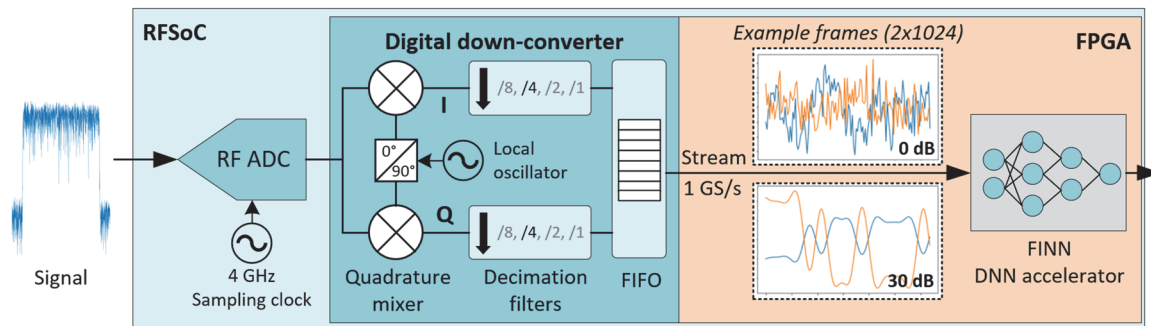 RFSoC
Digital down-converter
Example frames (2x1024)
FPGA
I
/8, /4, /2, /1
0 dB
RF ADC
0°
90°
Local
oscillator
Stream
1 GS/s
Q
/8, /4, /2, /1
30 dB
Signal
4 GHz
Sampling clock
Quadrature
mixer
Decimation
filters
FIFO
FINN
DNN accelerator